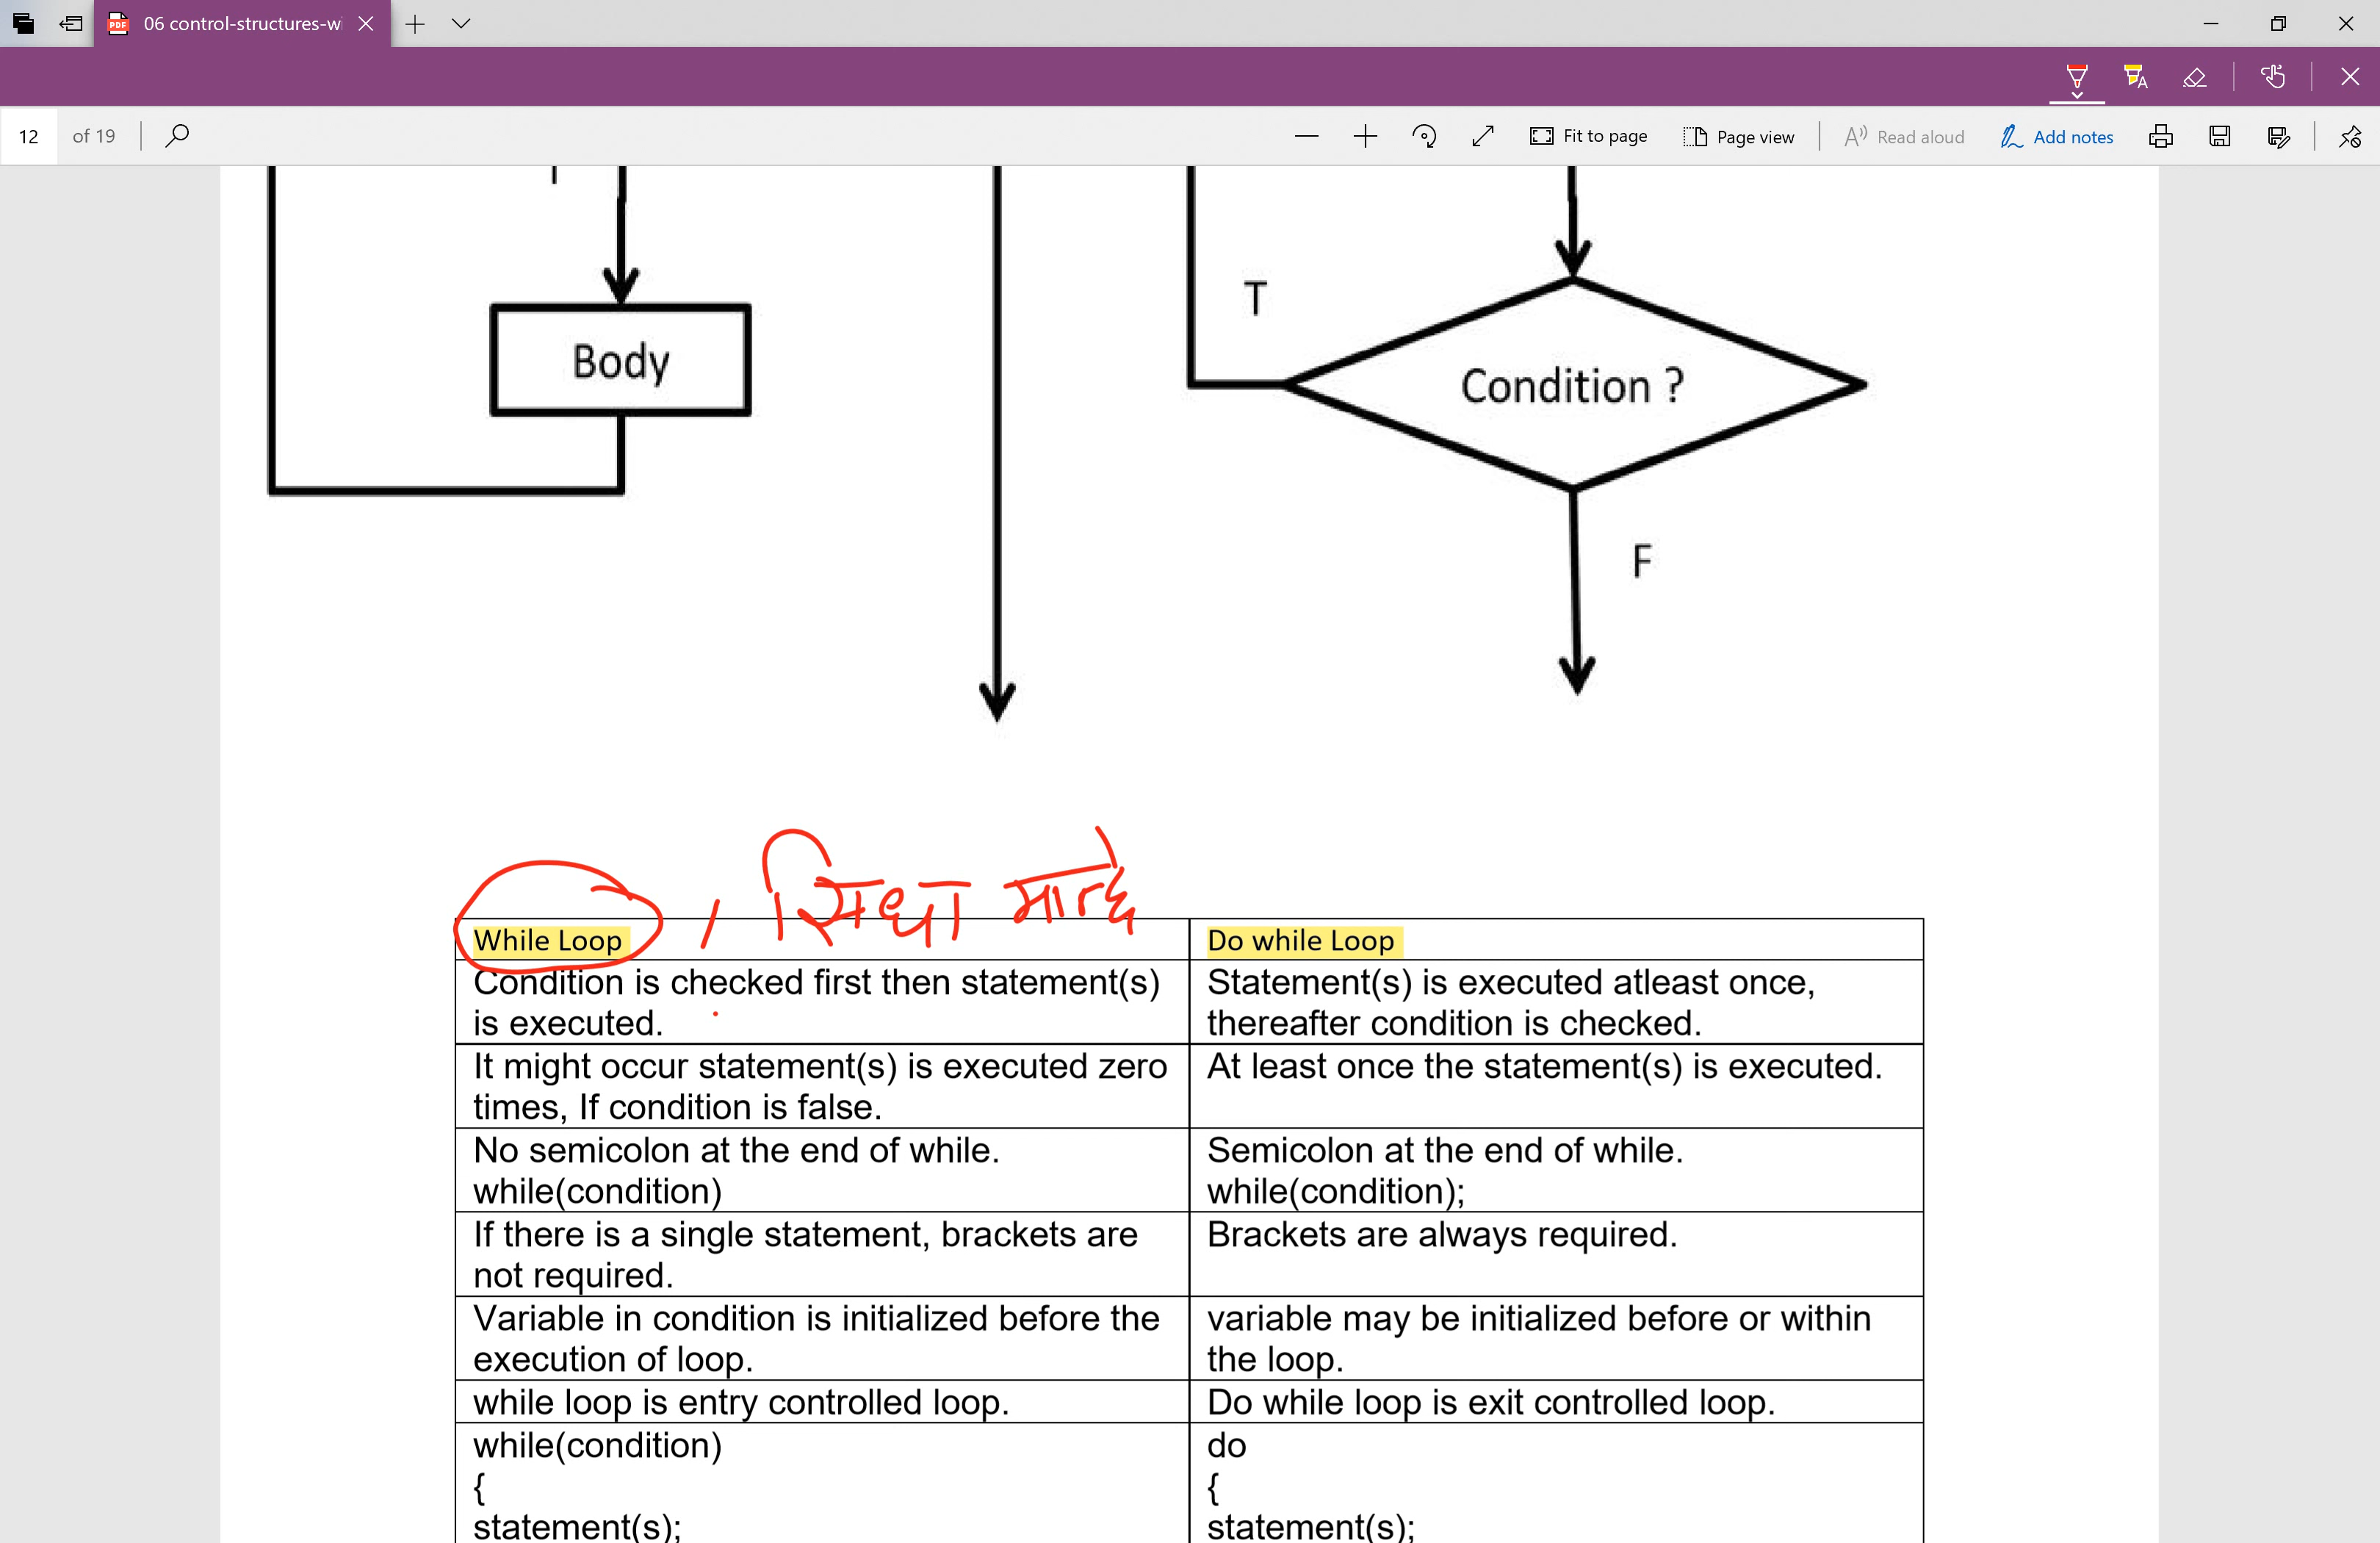 06 control-structures-wi
12 of 19
Fit to page
Page view
Read aloud
Add notes
T
Body
Condition ?
F
While Loop
Do while Loop
Condition is checked first then statement(s)
is executed.
Statement(s) is executed atleast once,
thereafter condition is checked.
It might occur statement(s) is executed zero
times, If condition is false.
At least once the statement(s) is executed.
No semicolon at the end of while.
while(condition)
Semicolon at the end of while.
while(condition);
If there is a single statement, brackets are
not required.
Brackets are always required.
Variable in condition is initialized before the
execution of loop.
variable may be initialized before or within
the loop.
while loop is entry controlled loop.
Do while loop is exit controlled loop.
while(condition)
{
statement(s);
do
{
statement(s);